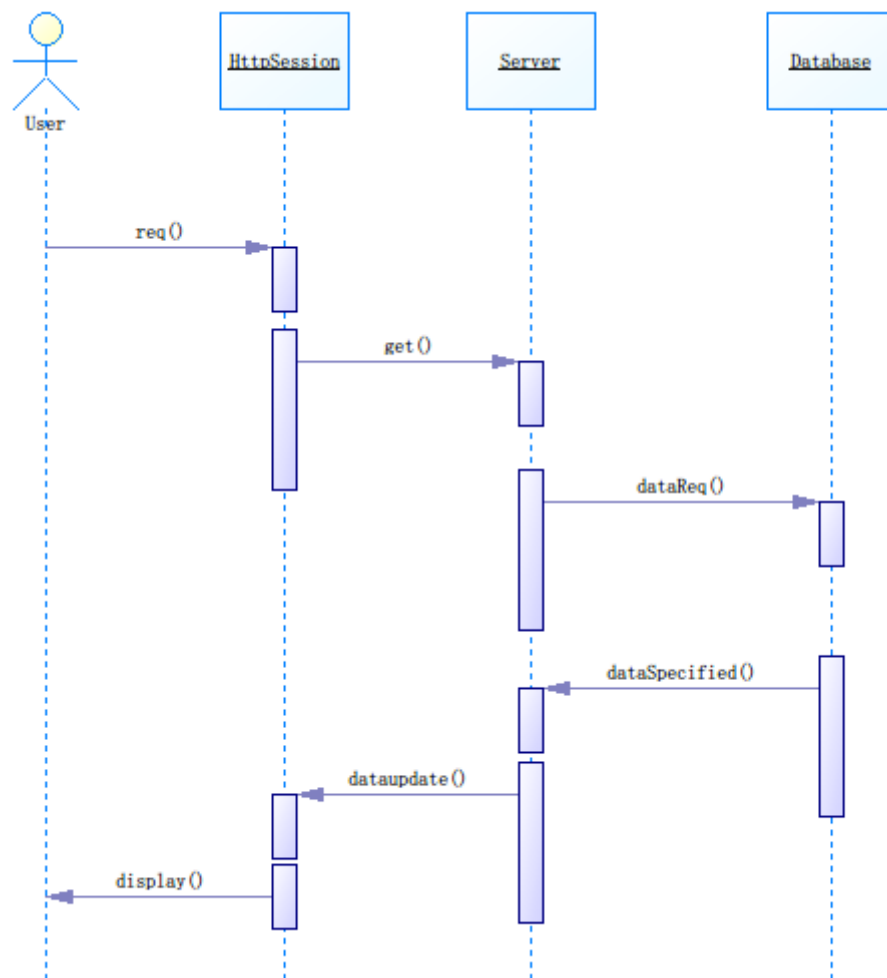 User
HttpSession
Server
Database
req()
get()
dataReq()
dataSpecified()
dataupdate()
display()